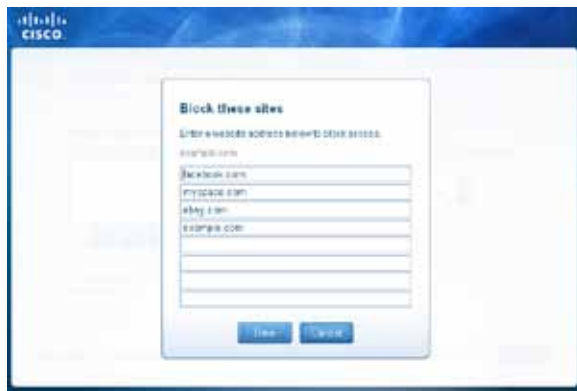 CISCO
Block these sites
Enter a website address below to block access.
example.com
facebook.com
myspace.com
ebay.com
example.com
Save Cancel